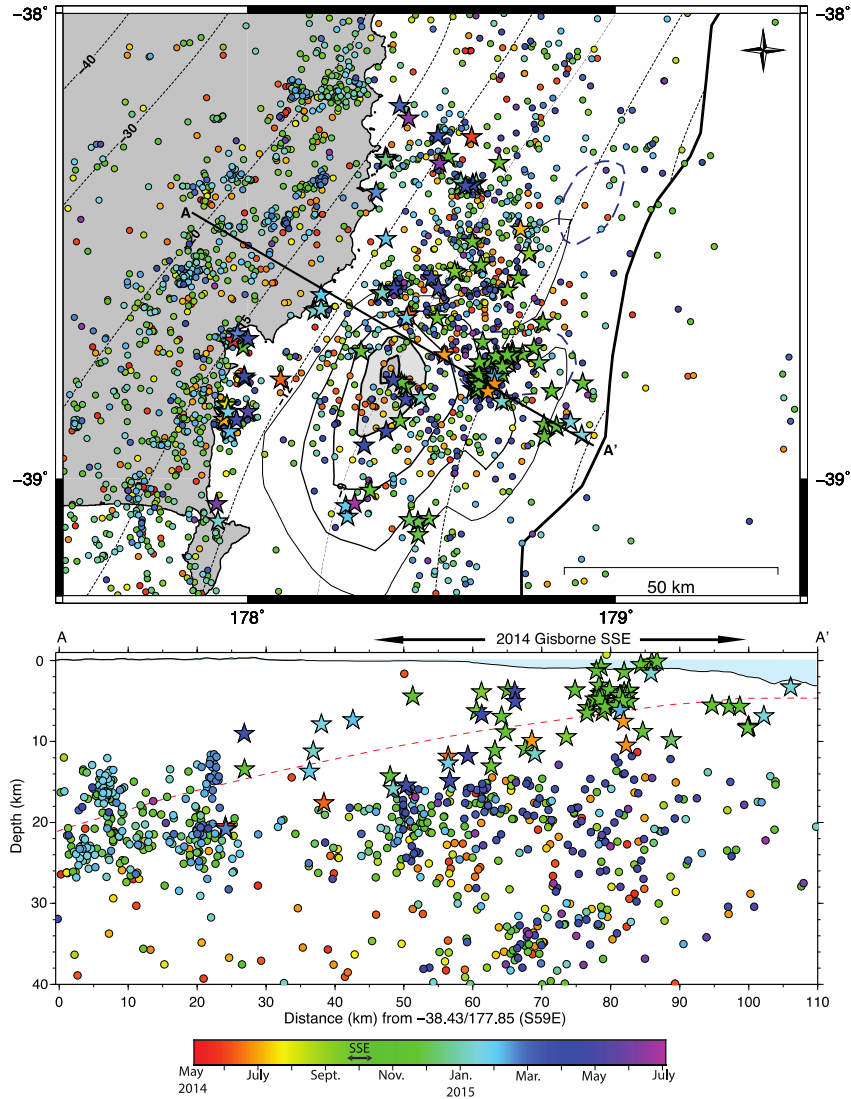 −38°
−38°
-40
-30
A
A'
−39°
−39°
50 km
178°
179°
A
2014 Gisborne SSE
A'
0
10
20
30
40
Depth (km)
0
10
20
30
40
50
60
70
80
90
100
110
Distance (km) from −38.43/177.85 (S59E)
SSE
May
July
Sept.
Nov.
Jan.
Mar.
May
July
2014
2015